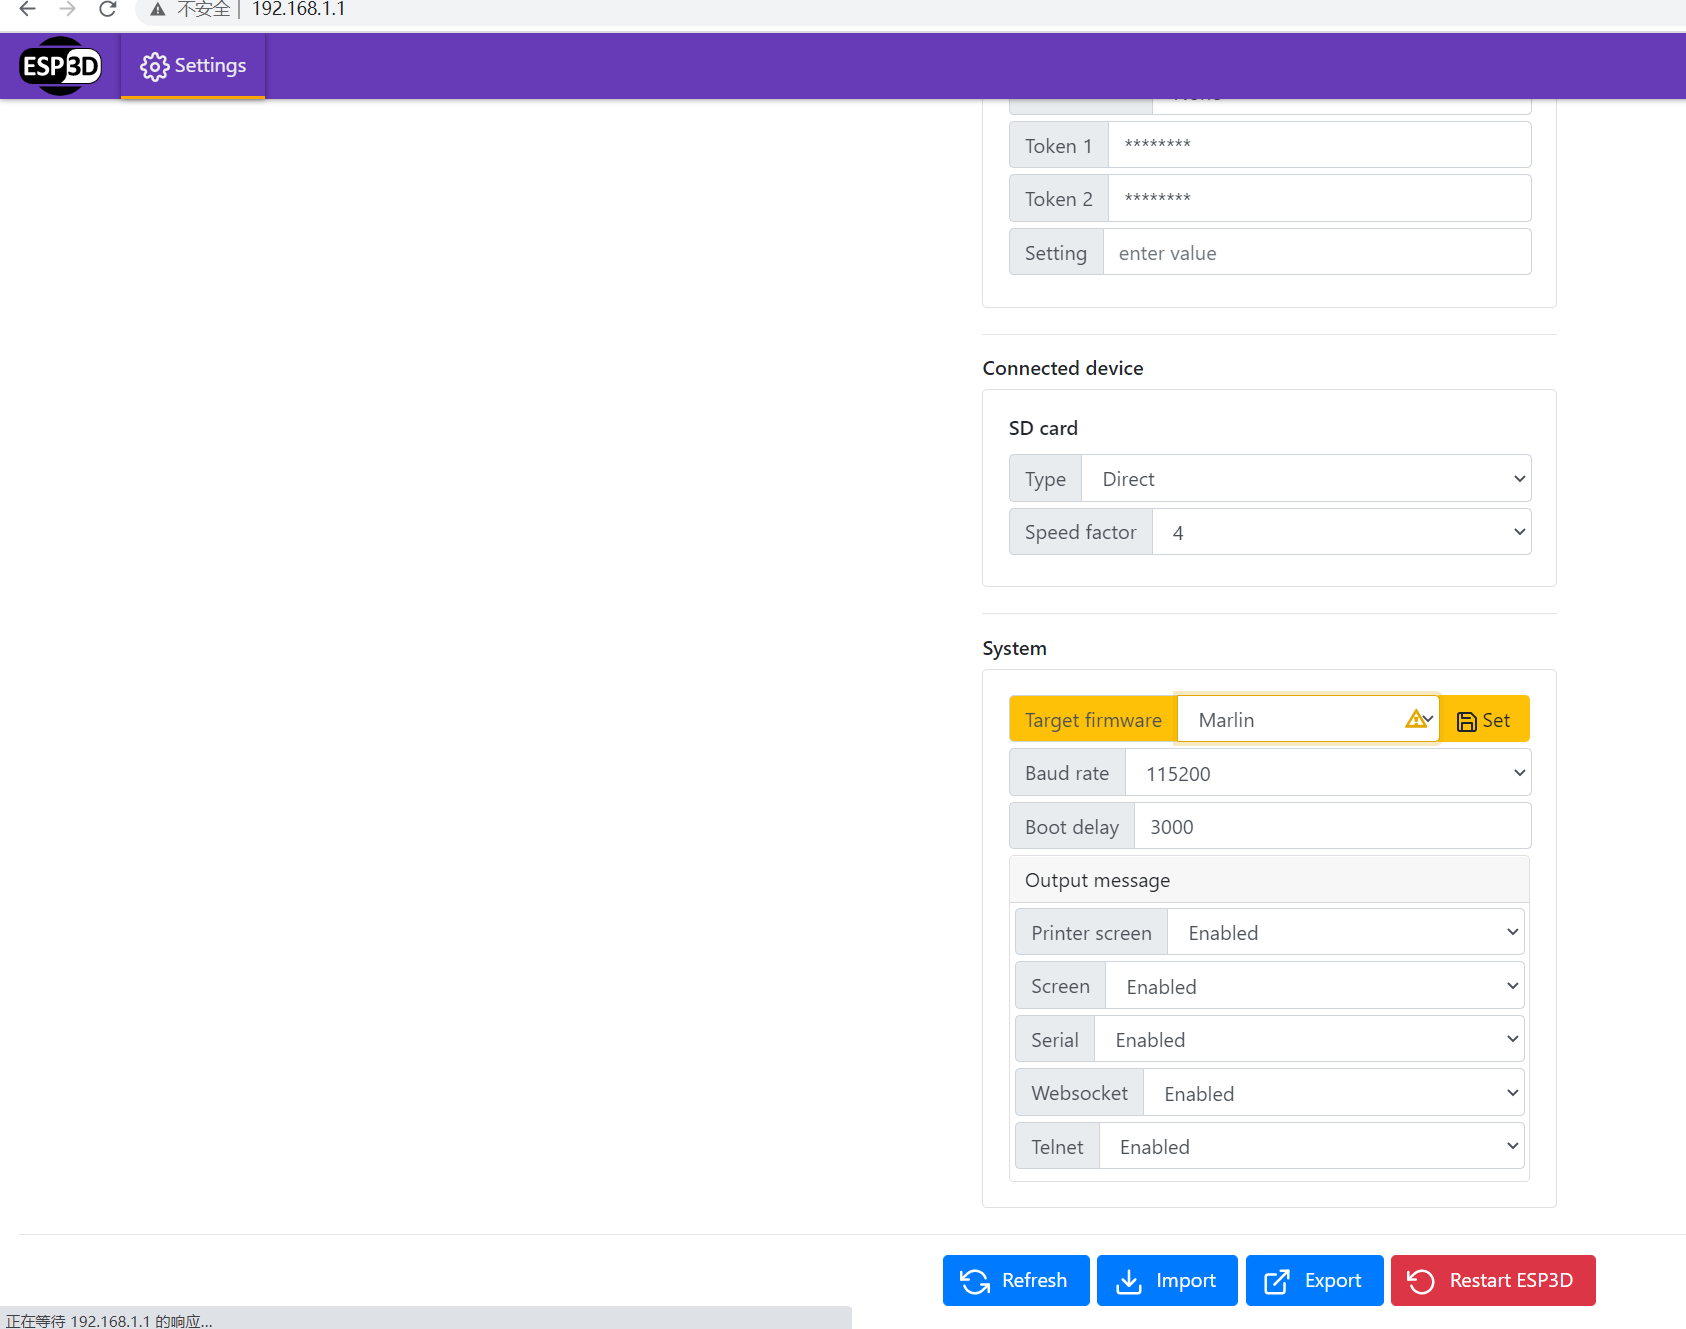 不安全 | 192.168.1.1
ESP3D Settings
Token 1 ********
Token 2 ********
Setting enter value
Connected device
SD card
Type Direct
Speed factor 4
System
Target firmware Marlin Set
Baud rate 115200
Boot delay 3000
Output message
Printer screen Enabled
Screen Enabled
Serial Enabled
Websocket Enabled
Telnet Enabled
Refresh Import Export Restart ESP3D
正在等待 192.168.1.1 的响应...